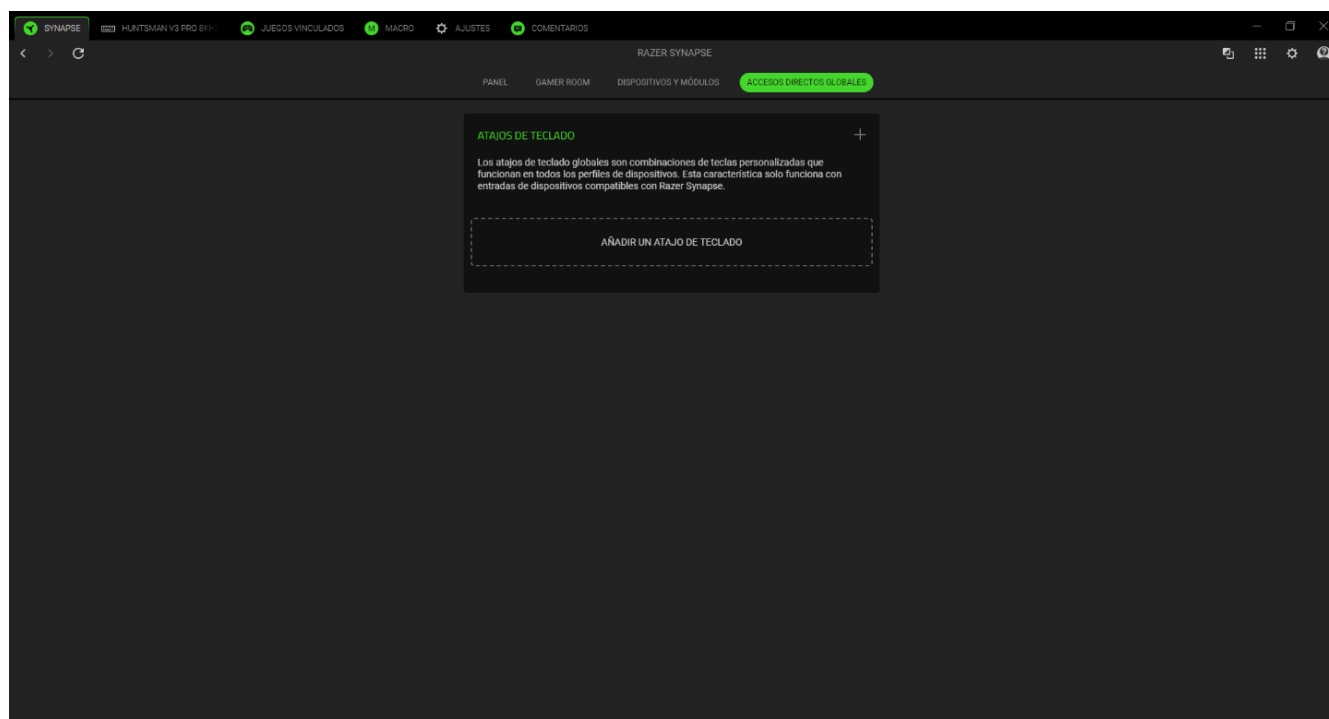 SYNAPSE
HUNTSMAN V3 PRO 8KHZ
JUEGOS VINCULADOS
MACRO
AJUSTES
COMENTARIOS
RAZER SYNAPSE
PANEL
GAMER ROOM
DISPOSITIVOS Y MÓDULOS
ACCESOS DIRECTOS GLOBALES
ATAJOS DE TECLADO
Los atajos de teclado globales son combinaciones de teclas personalizadas que
funcionan en todos los perfiles de dispositivos. Esta característica solo funciona con
entradas de dispositivos compatibles con Razer Synapse.
AÑADIR UN ATAJO DE TECLADO